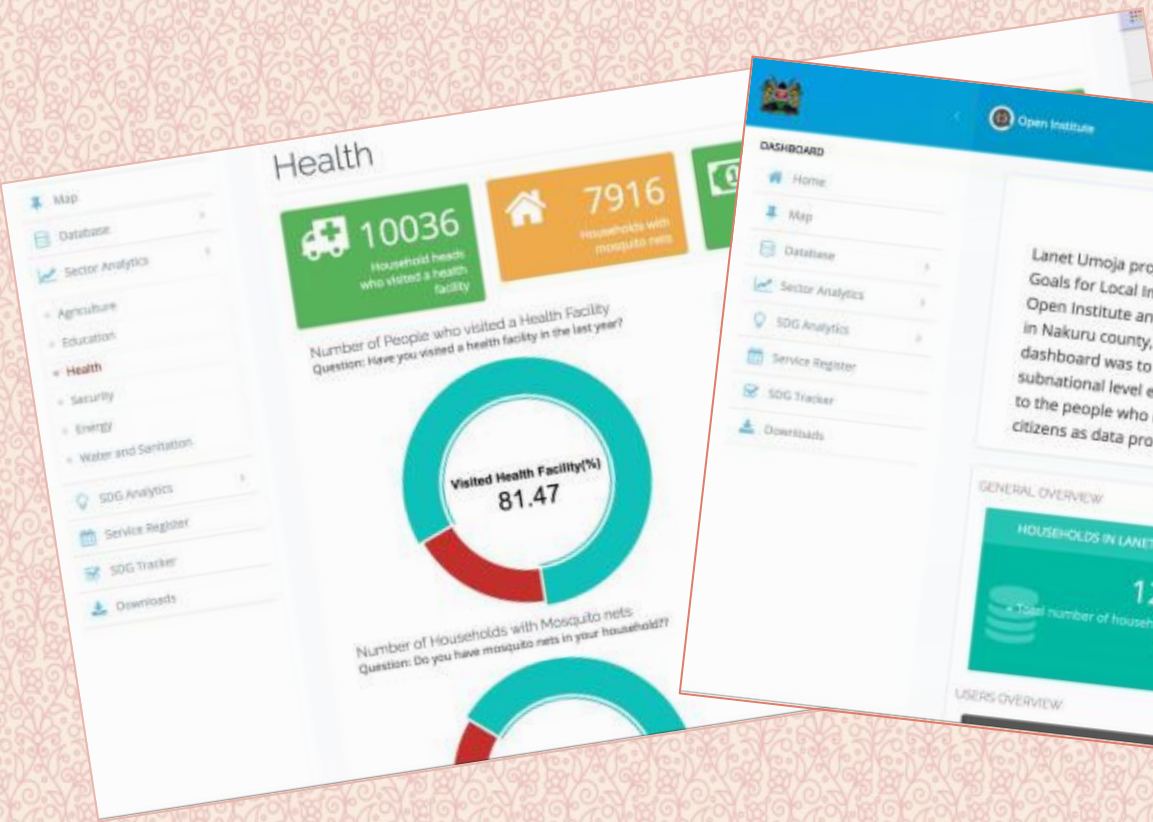 Map
Database
Sector Analytics
Agriculture
Education
Health
Security
Energy
Water and Sanitation
SDG Analytics
Service Register
SDG Tracker
Downloads
Health
10036
Household heads
who visited a health
facility
7916
Households with
mosquito nets
Number of People who visited a Health Facility
Question: Have you visited a health facility in the last year?
Visited Health Facility(%)
81.47
Number of Households with Mosquito nets
Question: Do you have mosquito nets in your household??
Open Institute
DASHBOARD
Home
Map
Database
Sector Analytics
SDG Analytics
Service Register
SDG Tracker
Downloads
Lanet Umoja pro
Goals for Local Im
Open Institute an
in Nakuru county,
dashboard was to
subnational level e
to the people who
citizens as data pro
GENERAL OVERVIEW
HOUSEHOLDS IN LANET
12
Total number of househ
USERS OVERVIEW